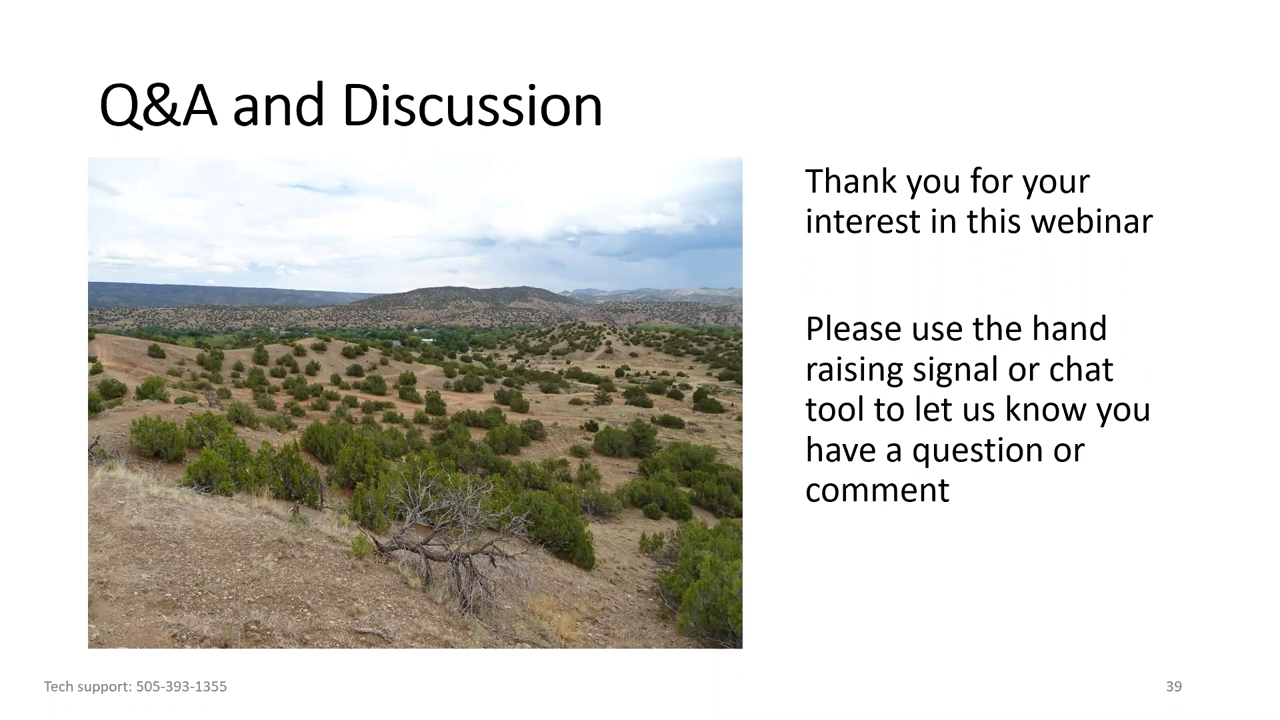 Q&A and Discussion
Thank you for your
interest in this webinar
Please use the hand
raising signal or chat
tool to let us know you
have a question or
comment
Tech support: 505-393-1355
39